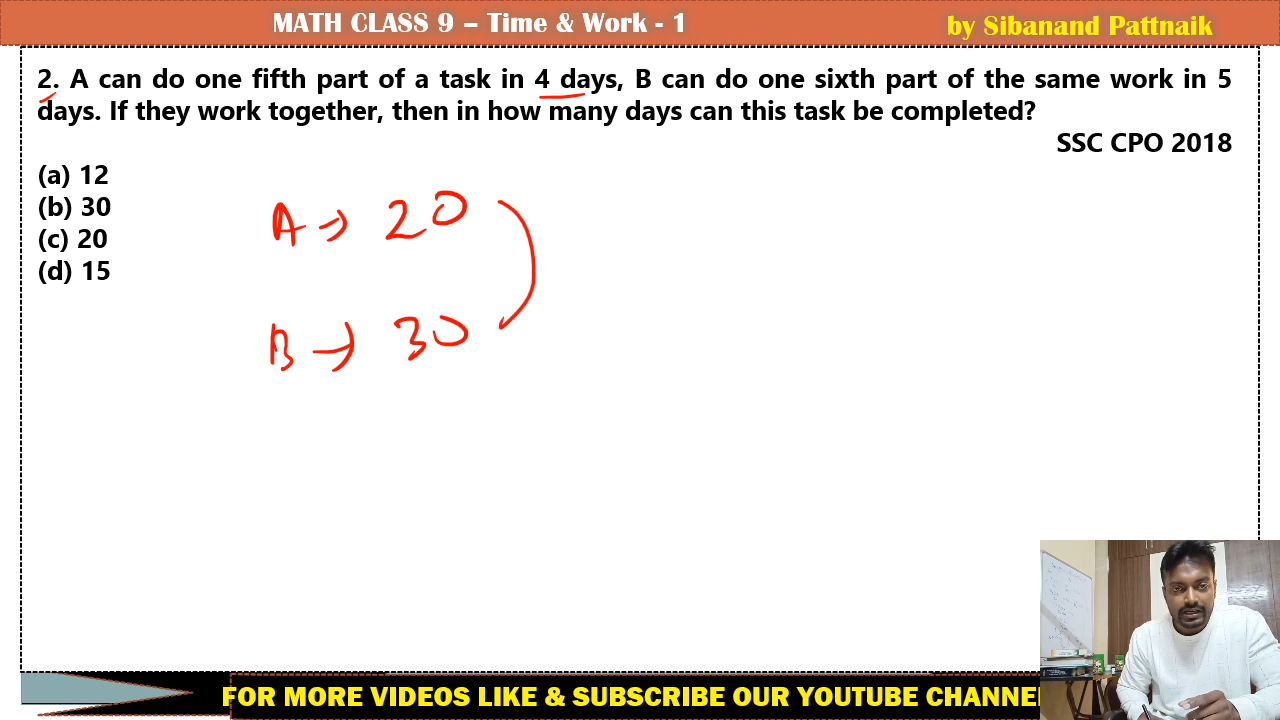 MATH CLASS 9 – Time & Work - 1
by Sibanand Pattnaik
2. A can do one fifth part of a task in 4 days, B can do one sixth part of the same work in 5
days. If they work together, then in how many days can this task be completed?
SSC CPO 2018
(a) 12
(b) 30
(c) 20
(d) 15
A → 20
B → 30
FOR MORE VIDEOS LIKE & SUBSCRIBE OUR YOUTUBE CHANNE